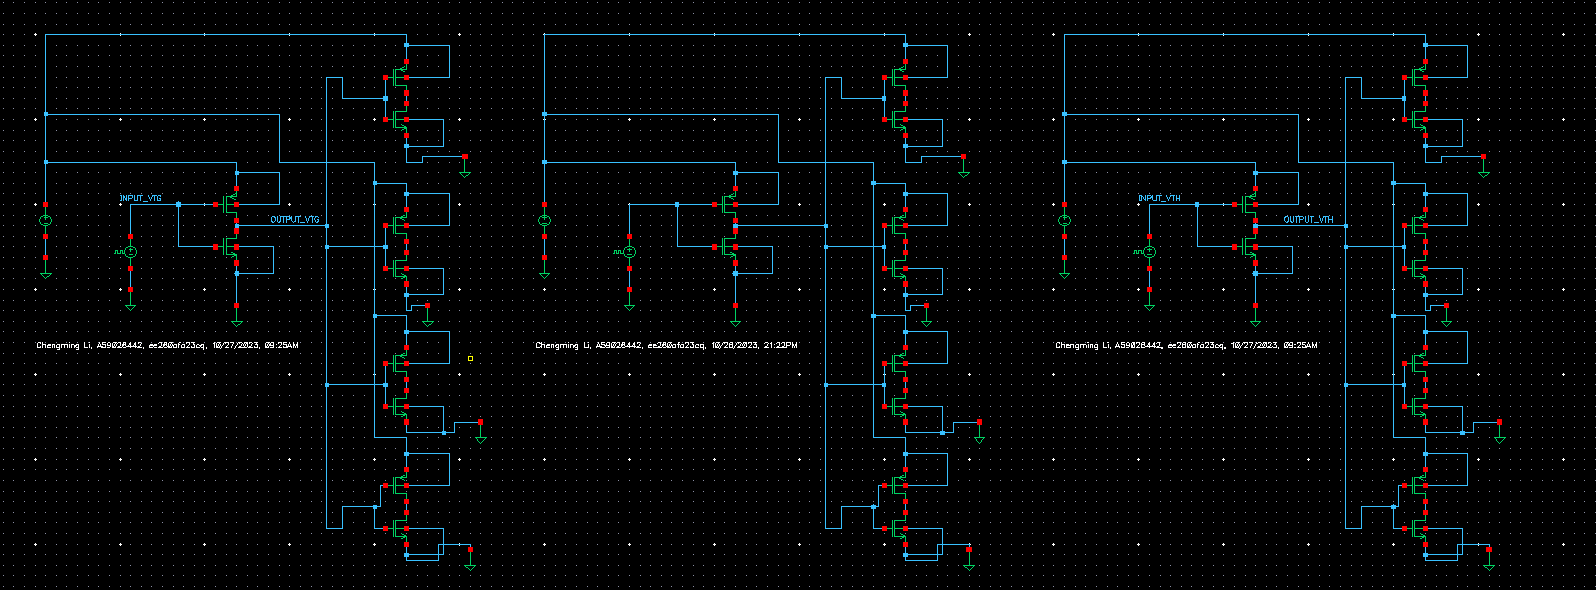 INPUT_VTG
OUTPUT_VTG
Chengming Li, A59026442, ee260afa23cq, 10/27/2023, 09:25AM
Chengming Li, A59026442, ee260afa23cq, 10/26/2023, 21:22PM
INPUT_VTH
OUTPUT_VTH
Chengming Li, A59026442, ee260afa23cq, 10/27/2023, 09:25AM